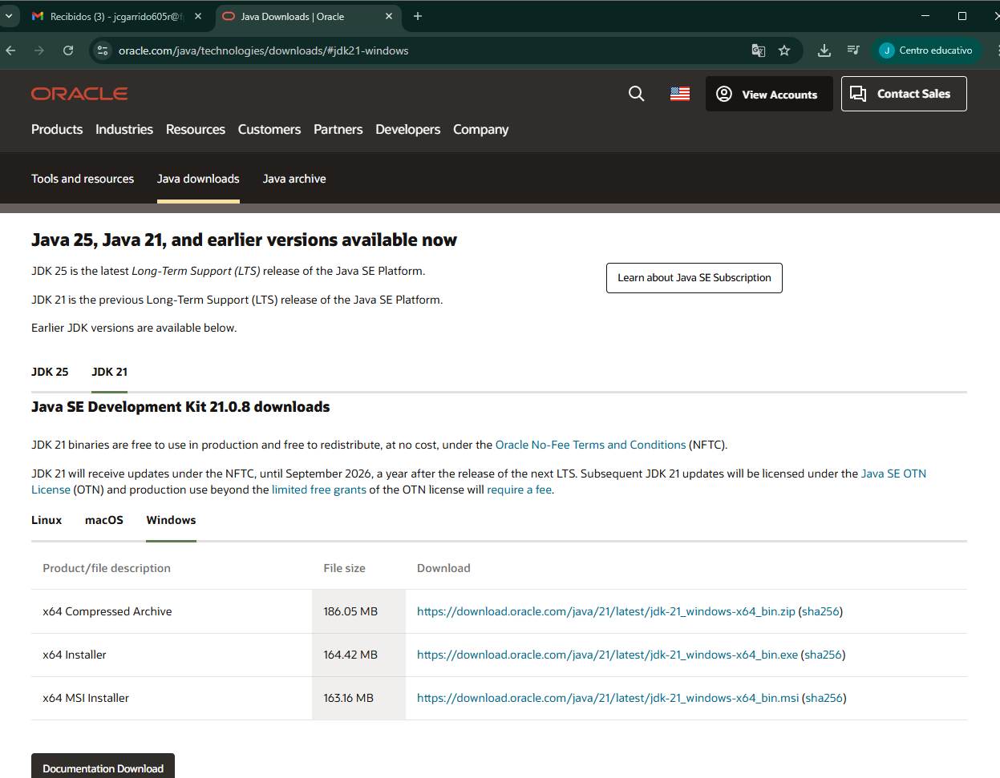 Recibidos (3) - jcgarrido605r@f
Java Downloads | Oracle
oracle.com/java/technologies/downloads/#jdk21-windows
J Centro educativo
ORACLE
View Accounts
Contact Sales
Products Industries Resources Customers Partners Developers Company
Tools and resources Java downloads Java archive
Java 25, Java 21, and earlier versions available now
JDK 25 is the latest Long-Term Support (LTS) release of the Java SE Platform.
Learn about Java SE Subscription
JDK 21 is the previous Long-Term Support (LTS) release of the Java SE Platform.
Earlier JDK versions are available below.
JDK 25 JDK 21
Java SE Development Kit 21.0.8 downloads
JDK 21 binaries are free to use in production and free to redistribute, at no cost, under the Oracle No-Fee Terms and Conditions (NFTC).
JDK 21 will receive updates under the NFTC, until September 2026, a year after the release of the next LTS. Subsequent JDK 21 updates will be licensed under the Java SE OTN
License (OTN) and production use beyond the limited free grants of the OTN license will require a fee.
Linux macOS Windows
Product/file description File size Download
x64 Compressed Archive 186.05 MB https://download.oracle.com/java/21/latest/jdk-21_windows-x64_bin.zip (sha256)
x64 Installer 164.42 MB https://download.oracle.com/java/21/latest/jdk-21_windows-x64_bin.exe (sha256)
x64 MSI Installer 163.16 MB https://download.oracle.com/java/21/latest/jdk-21_windows-x64_bin.msi (sha256)
Documentation Download